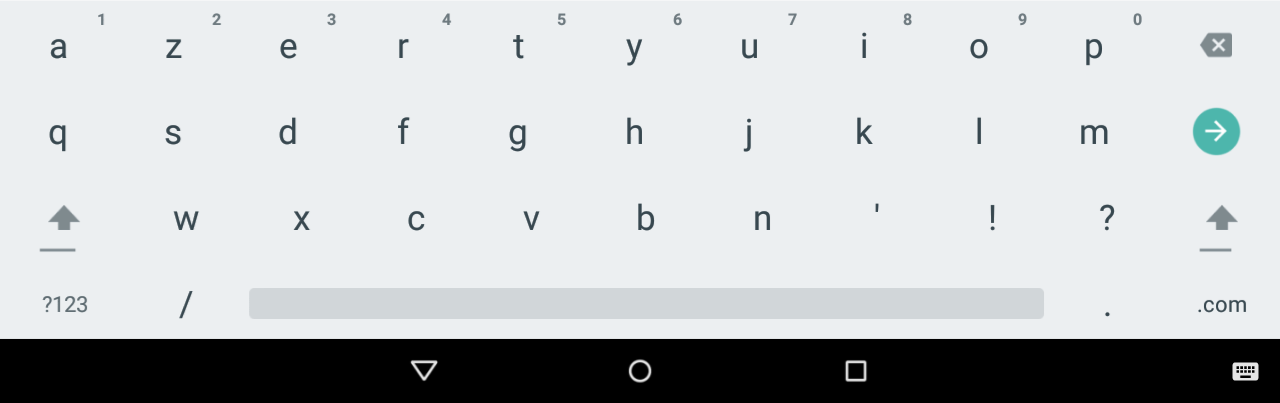 1 2 3 4 5 6 7 8 9 0
a z e r t y u i o p
q s d f g h j k l m
w x c v b n ' ! ?
?123 / . .com